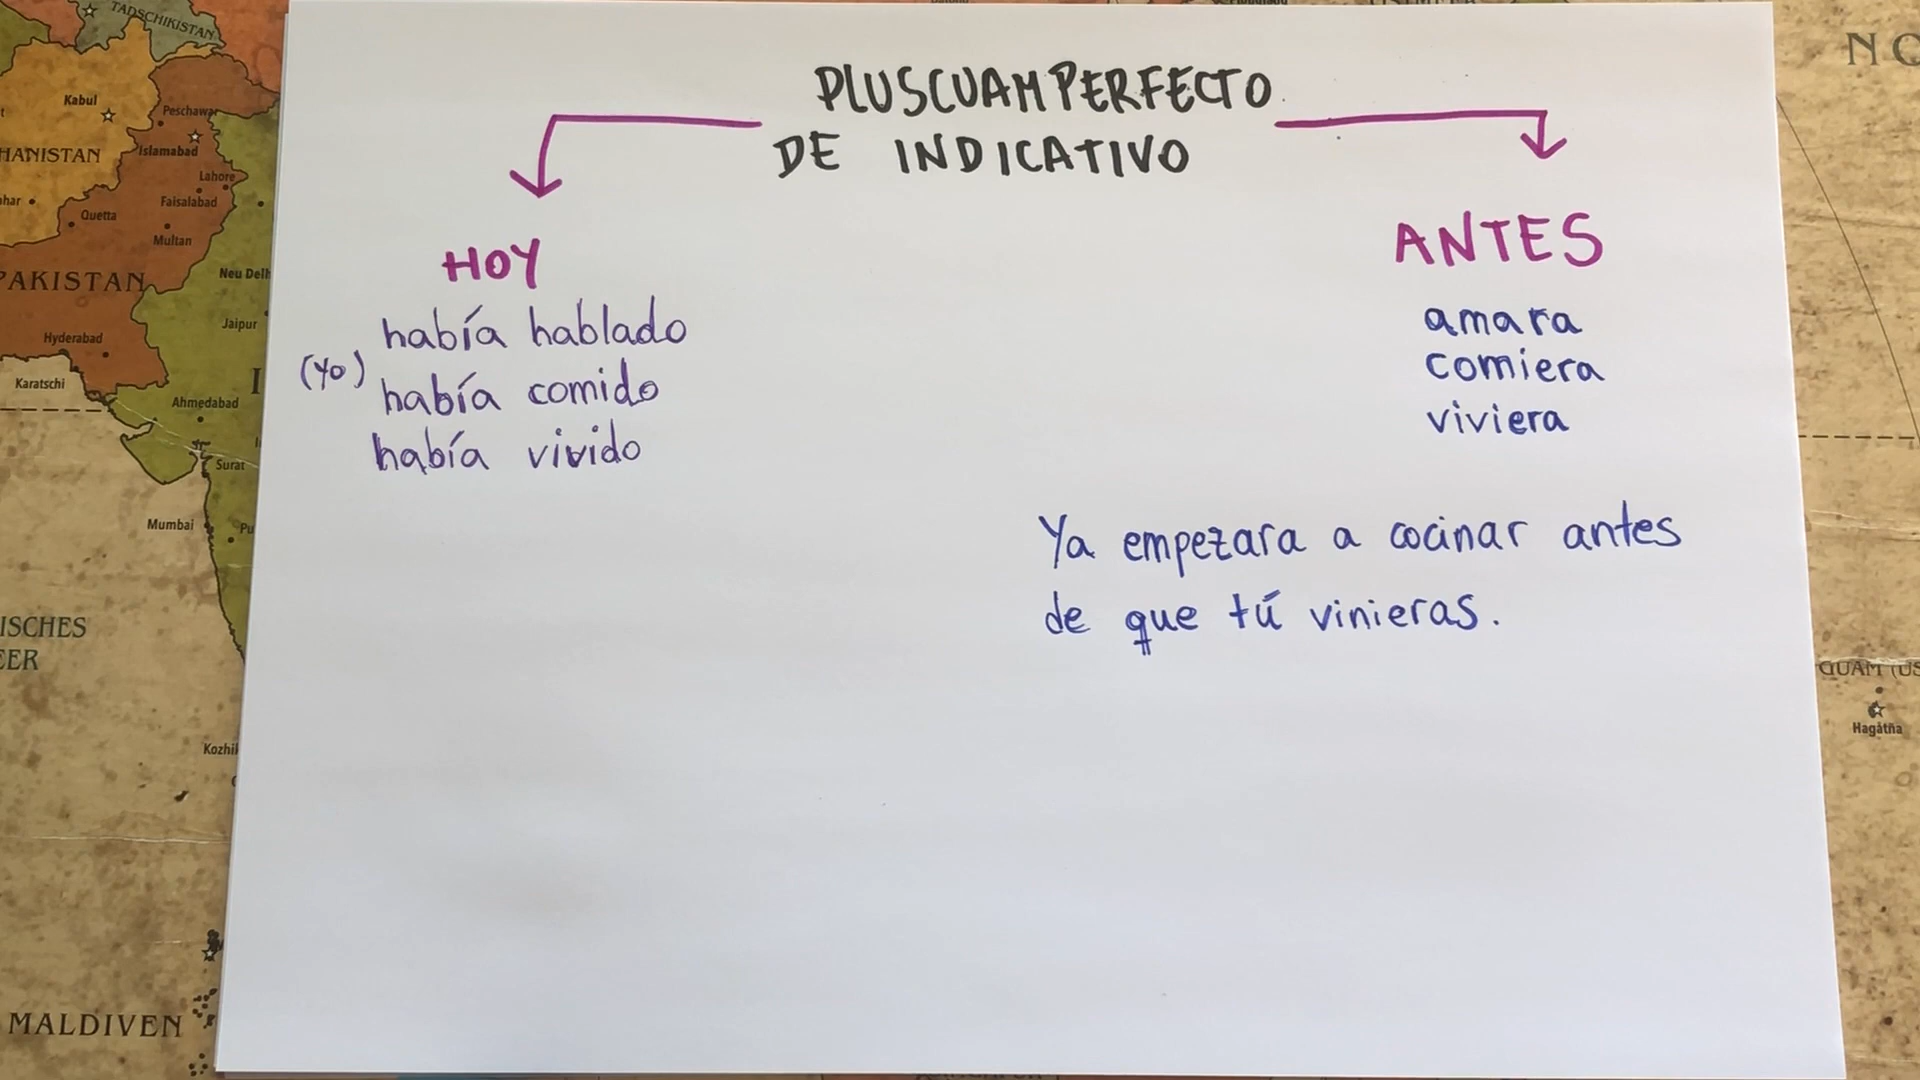 PLUSCUAMPERFECTO
DE INDICATIVO
HOY
había hablado
(yo)
había comido
había vivido
ANTES
amara
comiera
viviera
Ya empezara a cocinar antes
de que tú vinieras.
TADSCHIKISTAN
Kabul
Peschawar
HANISTAN
Islamabad
Lahore
Faisalabad
Quetta
Multan
PAKISTAN
Neu Delh
Jaipur
Hyderabad
Karatschi
Ahmedabad
Surat
Mumbai
Pu
ISCHES
EER
Kozhi
MALDIVEN
GUAM (US
Hagåtña